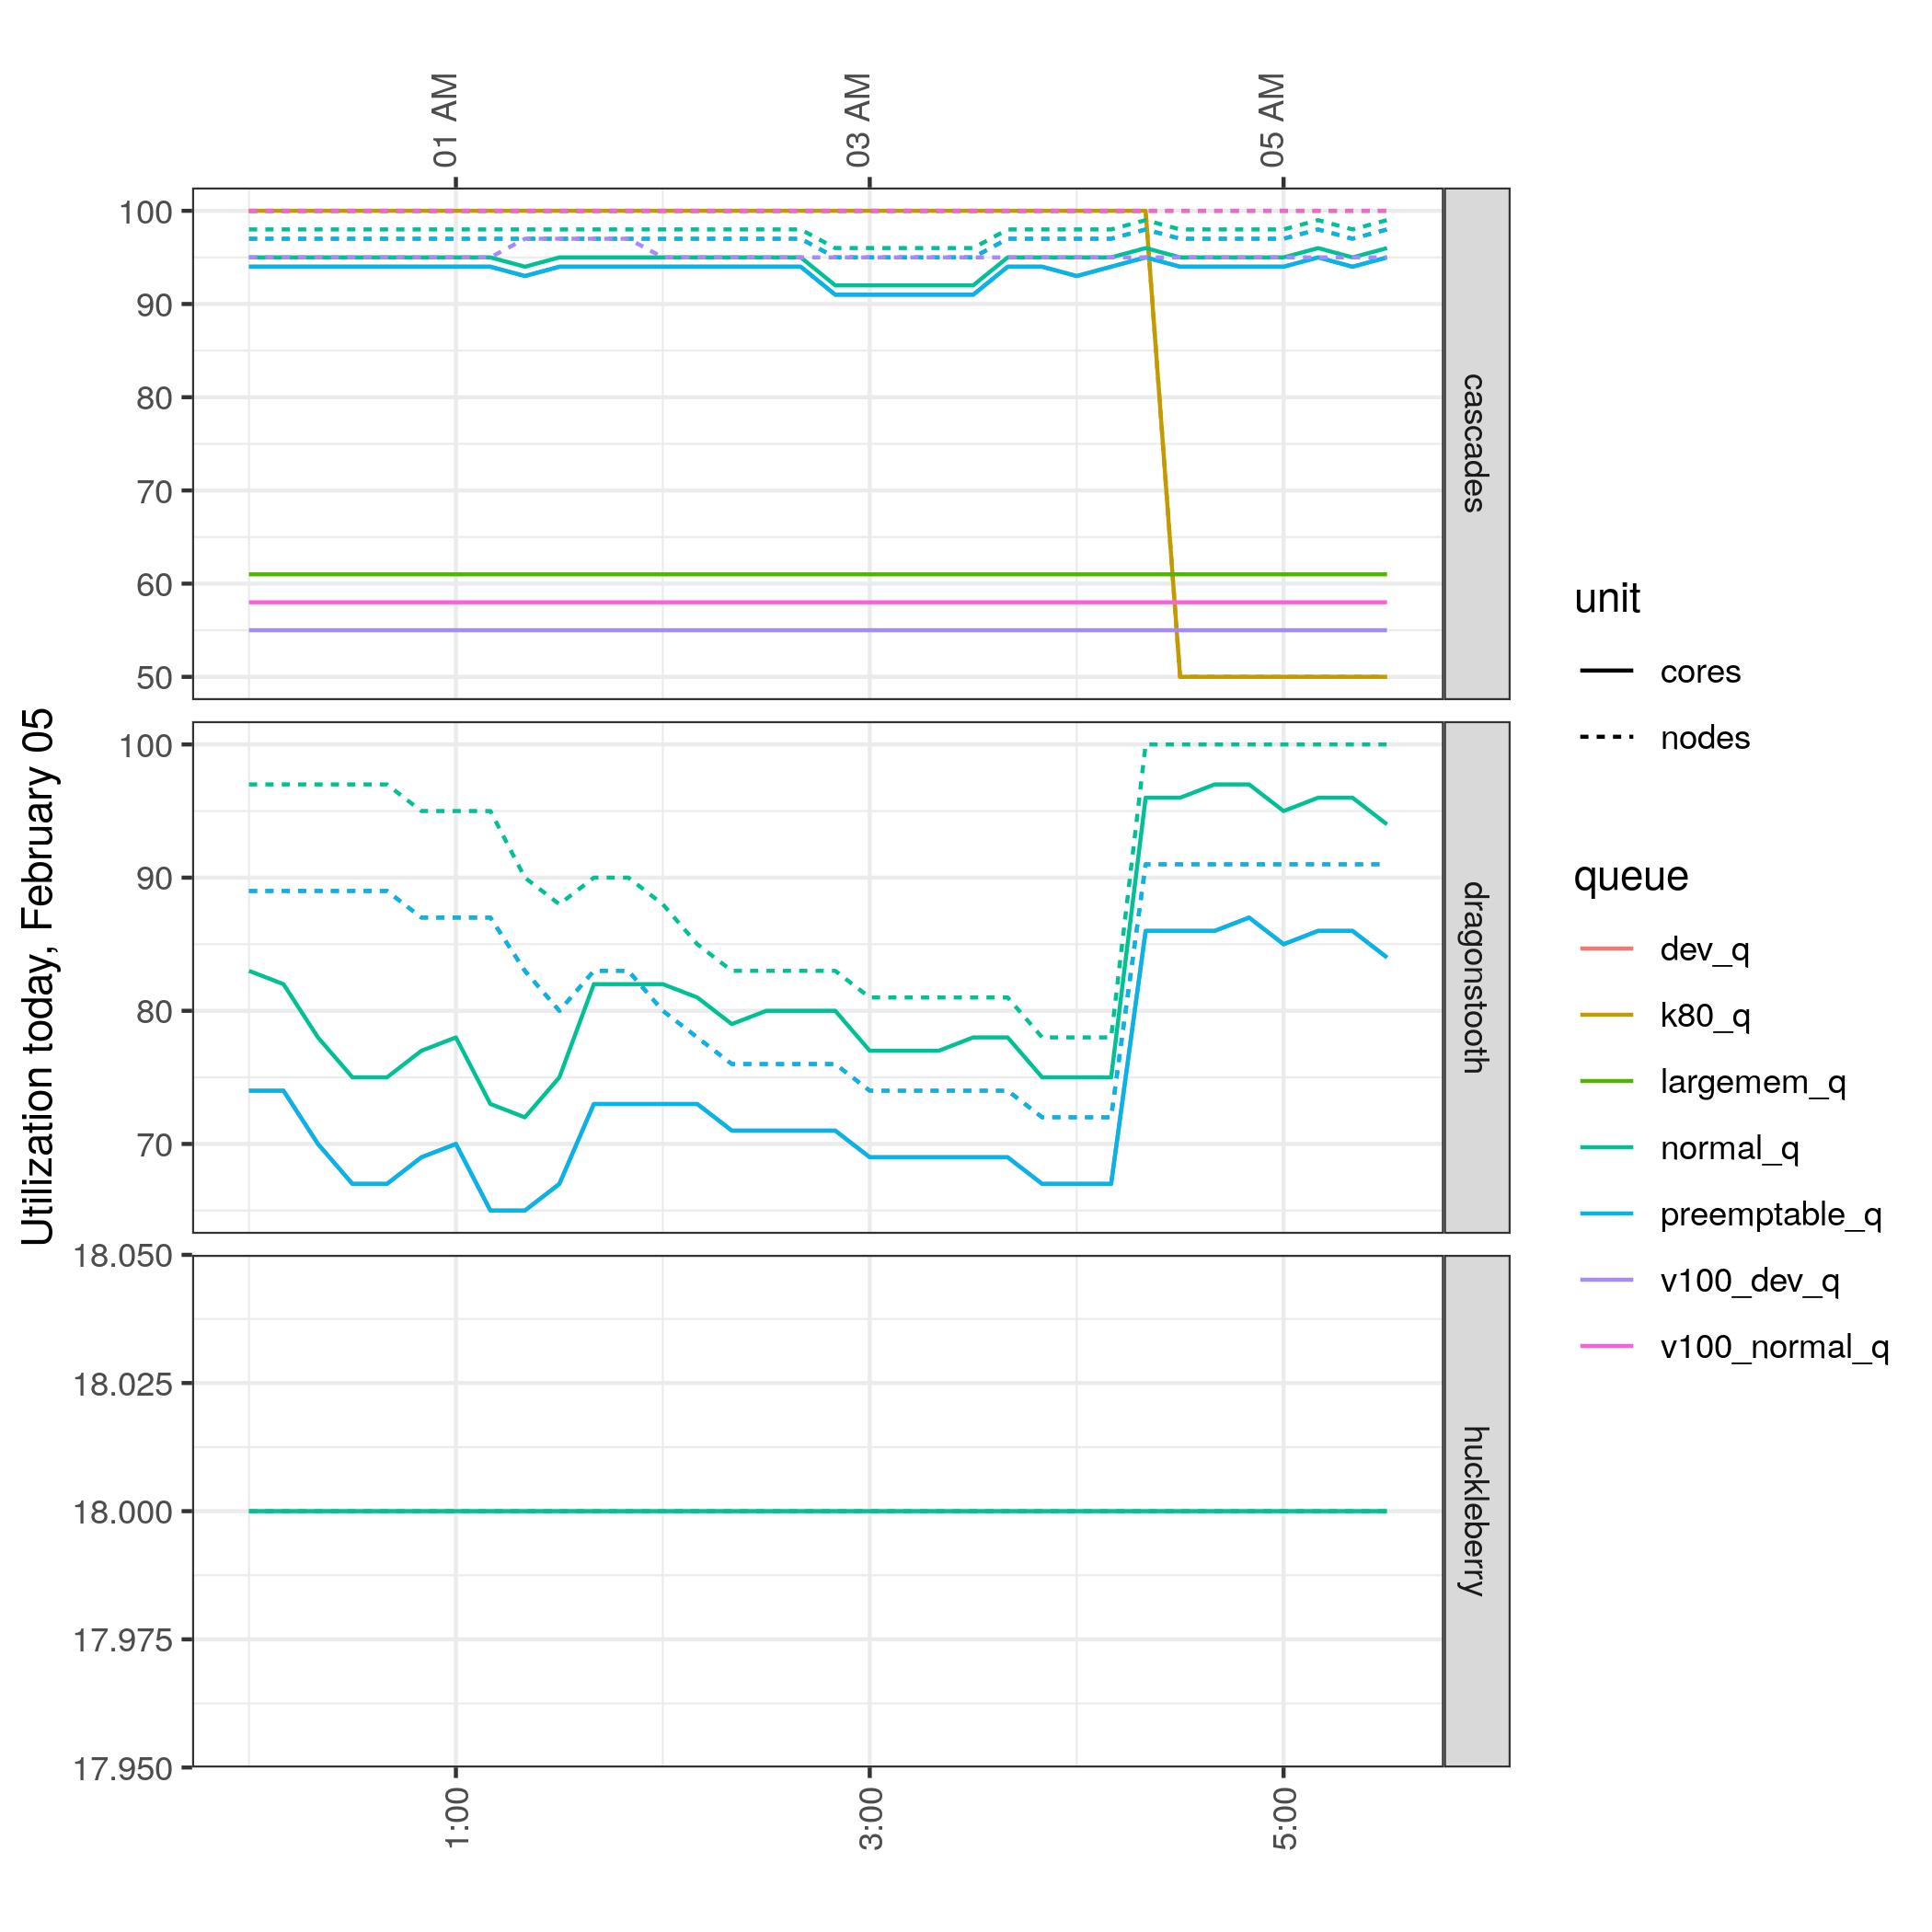 01 AM
03 AM
05 AM
100
90
80
70
60
50
cascades
Utilization today, February 05
100
90
80
70
dragonstooth
18.050
18.025
18.000
17.975
17.950
huckleberry
1:00
3:00
5:00
unit
cores
nodes
queue
dev_q
k80_q
largemem_q
normal_q
preemptable_q
v100_dev_q
v100_normal_q